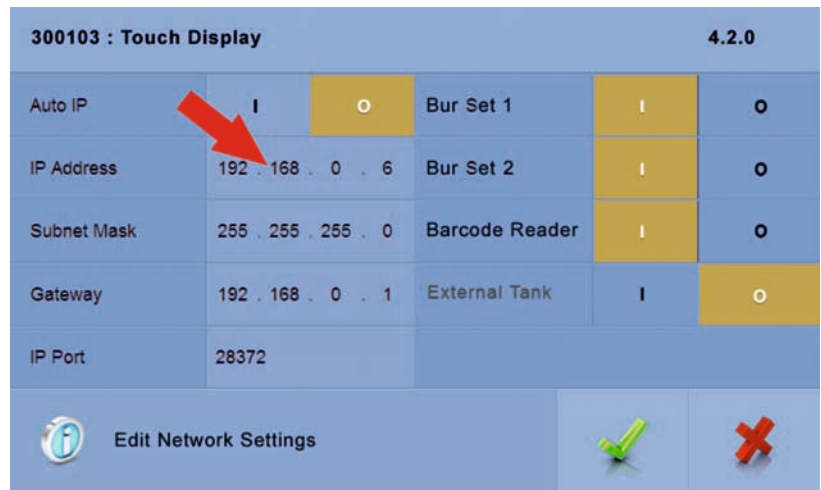 300103 : Touch Display 4.2.0
Auto IP I O Bur Set 1 I O
IP Address 192 . 168 . 0 . 6 Bur Set 2 I O
Subnet Mask 255 . 255 . 255 . 0 Barcode Reader I O
Gateway 192 . 168 . 0 . 1 External Tank I O
IP Port 28372
Edit Network Settings